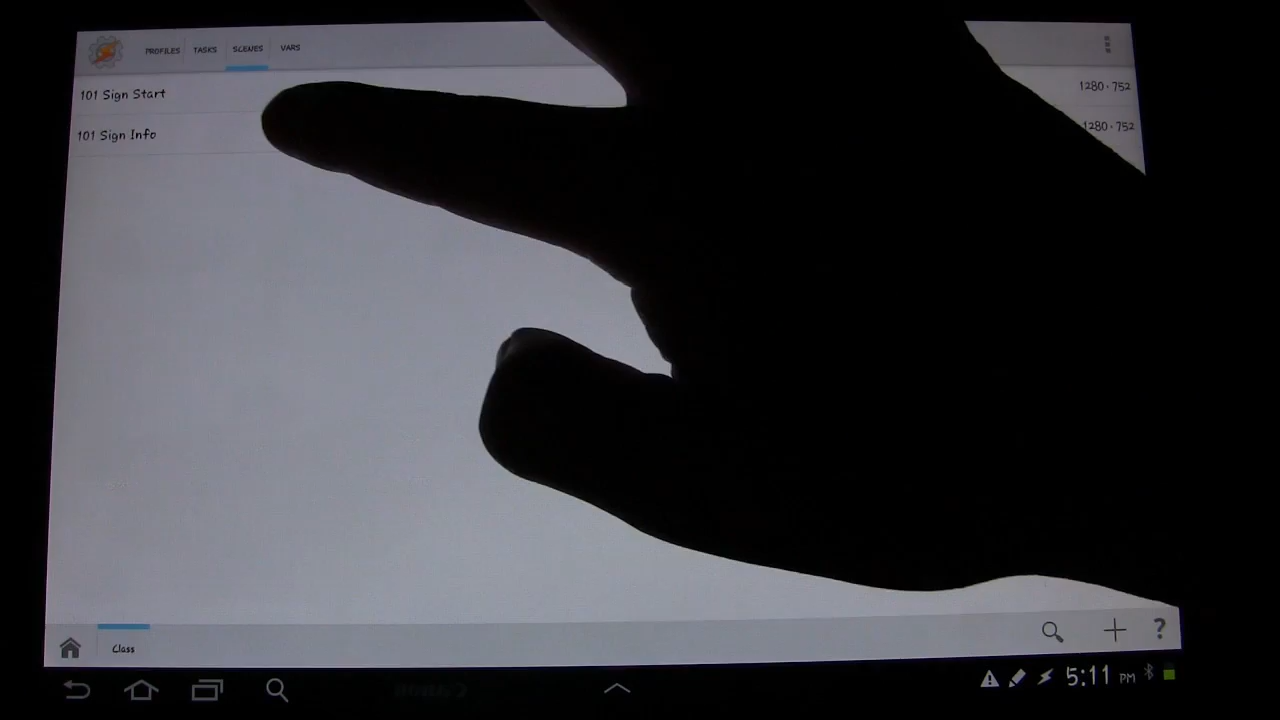 PROFILES TASKS SCENES VARS
101 Sign Start 1280 · 752
101 Sign Info 1280 · 752
Class
?
5:11 PM